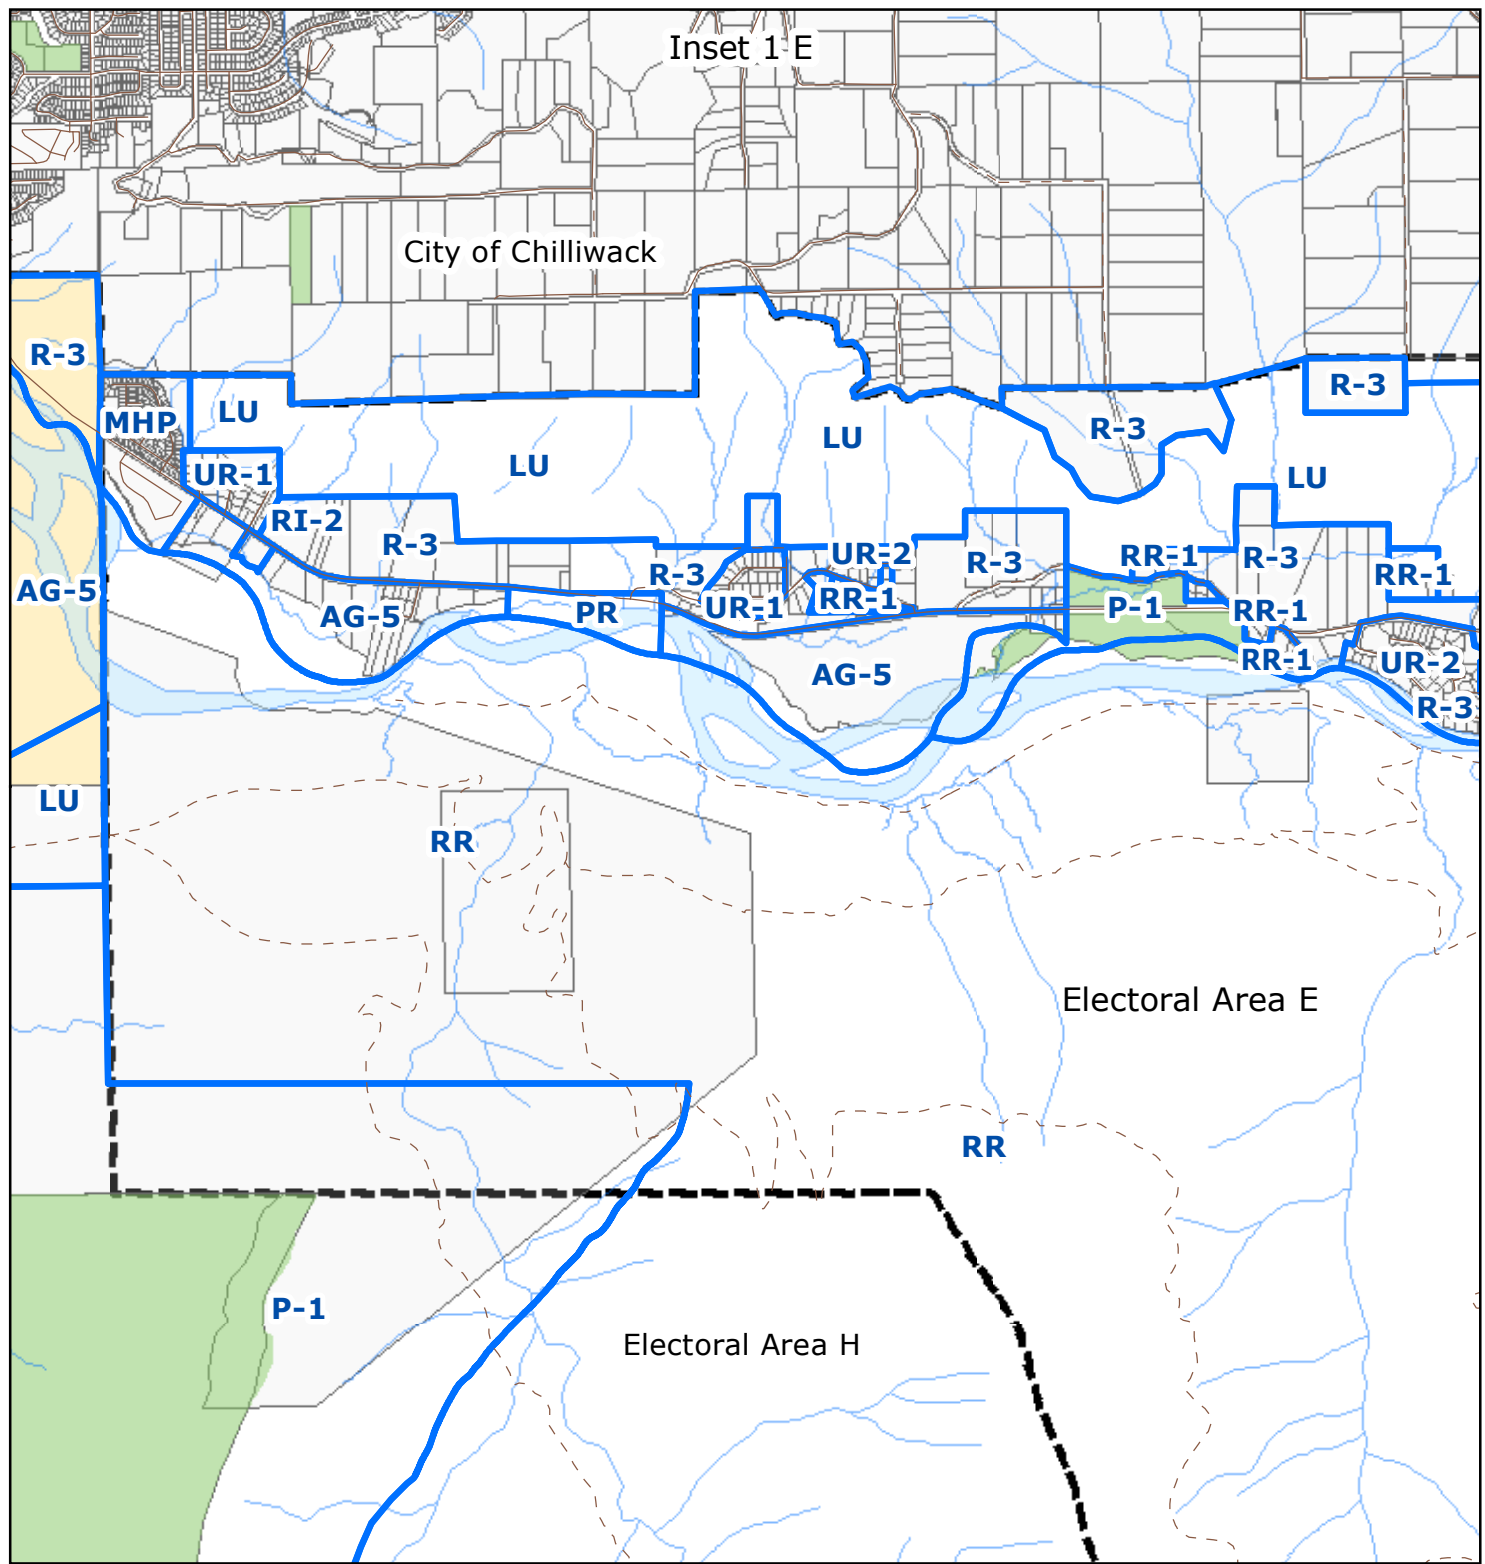 Inset 1 E
City of Chilliwack
R-3
R-3
MHP
LU
R-3
LU
LU
UR-1
LU
RI-2
R-3
UR-2
RR-1
R-3
R-3
R-3
RR-1
AG-5
RR-1
AG-5
PR
UR-1
P-1
RR-1
RR-1
UR-2
AG-5
R-3
LU
RR
Electoral Area E
RR
P-1
Electoral Area H